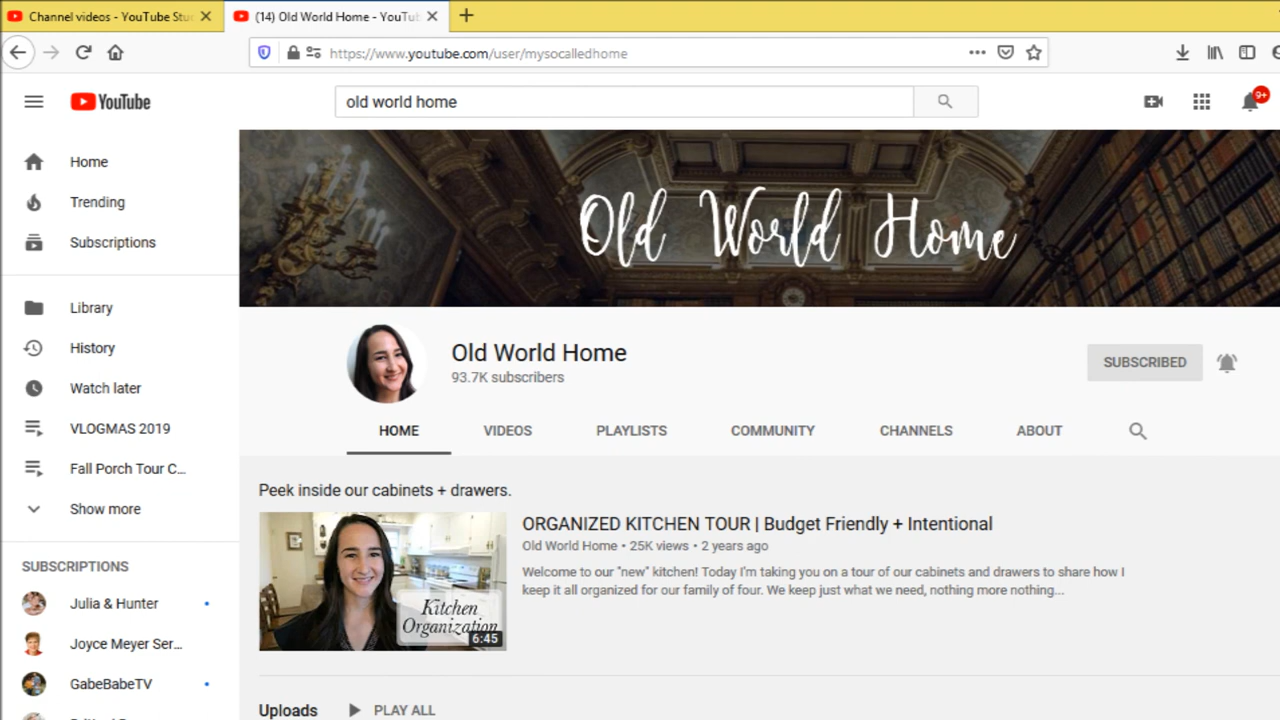 Channel videos - YouTube Stu
(14) Old World Home - YouTu
https://www.youtube.com/user/mysocalledhome
YouTube
old world home
9+
Home
Trending
Subscriptions
Library
History
Watch later
VLOGMAS 2019
Fall Porch Tour C...
Show more
SUBSCRIPTIONS
Julia & Hunter
Joyce Meyer Ser...
GabeBabeTV
Old World Home
Old World Home
93.7K subscribers
SUBSCRIBED
HOME VIDEOS PLAYLISTS COMMUNITY CHANNELS ABOUT
Peek inside our cabinets + drawers.
Kitchen
Organization
6:45
ORGANIZED KITCHEN TOUR | Budget Friendly + Intentional
Old World Home • 25K views • 2 years ago
Welcome to our "new" kitchen! Today I'm taking you on a tour of our cabinets and drawers to share how I
keep it all organized for our family of four. We keep just what we need, nothing more nothing...
Uploads PLAY ALL